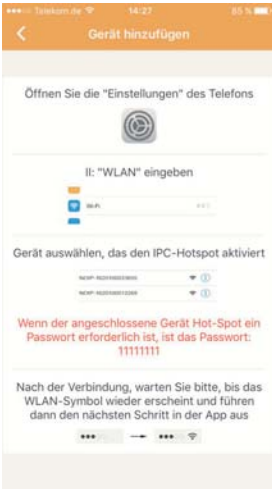 Telekom.de 14:27 85 %
Gerät hinzufügen
Öffnen Sie die "Einstellungen" des Telefons
II: "WLAN" eingeben
Wi-Fi
Gerät auswählen, das den IPC-Hotspot aktiviert
Wenn der angeschlossene Gerät Hot-Spot ein
Passwort erforderlich ist, ist das Passwort:
11111111
Nach der Verbindung, warten Sie bitte, bis das
WLAN-Symbol wieder erscheint und führen
dann den nächsten Schritt in der App aus